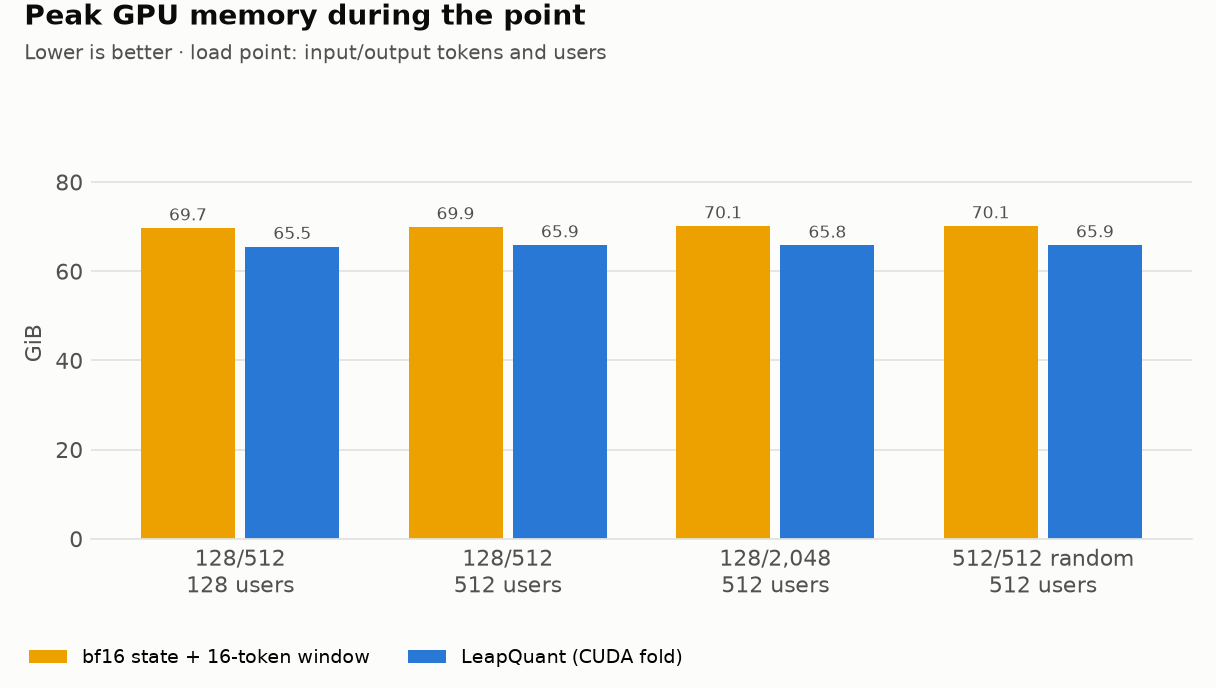 Peak GPU memory during the point
Lower is better · load point: input/output tokens and users
GiB
80
60
40
20
0
69.7
65.5
69.9
65.9
70.1
65.8
70.1
65.9
128/512
128 users
128/512
512 users
128/2,048
512 users
512/512 random
512 users
bf16 state + 16-token window
LeapQuant (CUDA fold)